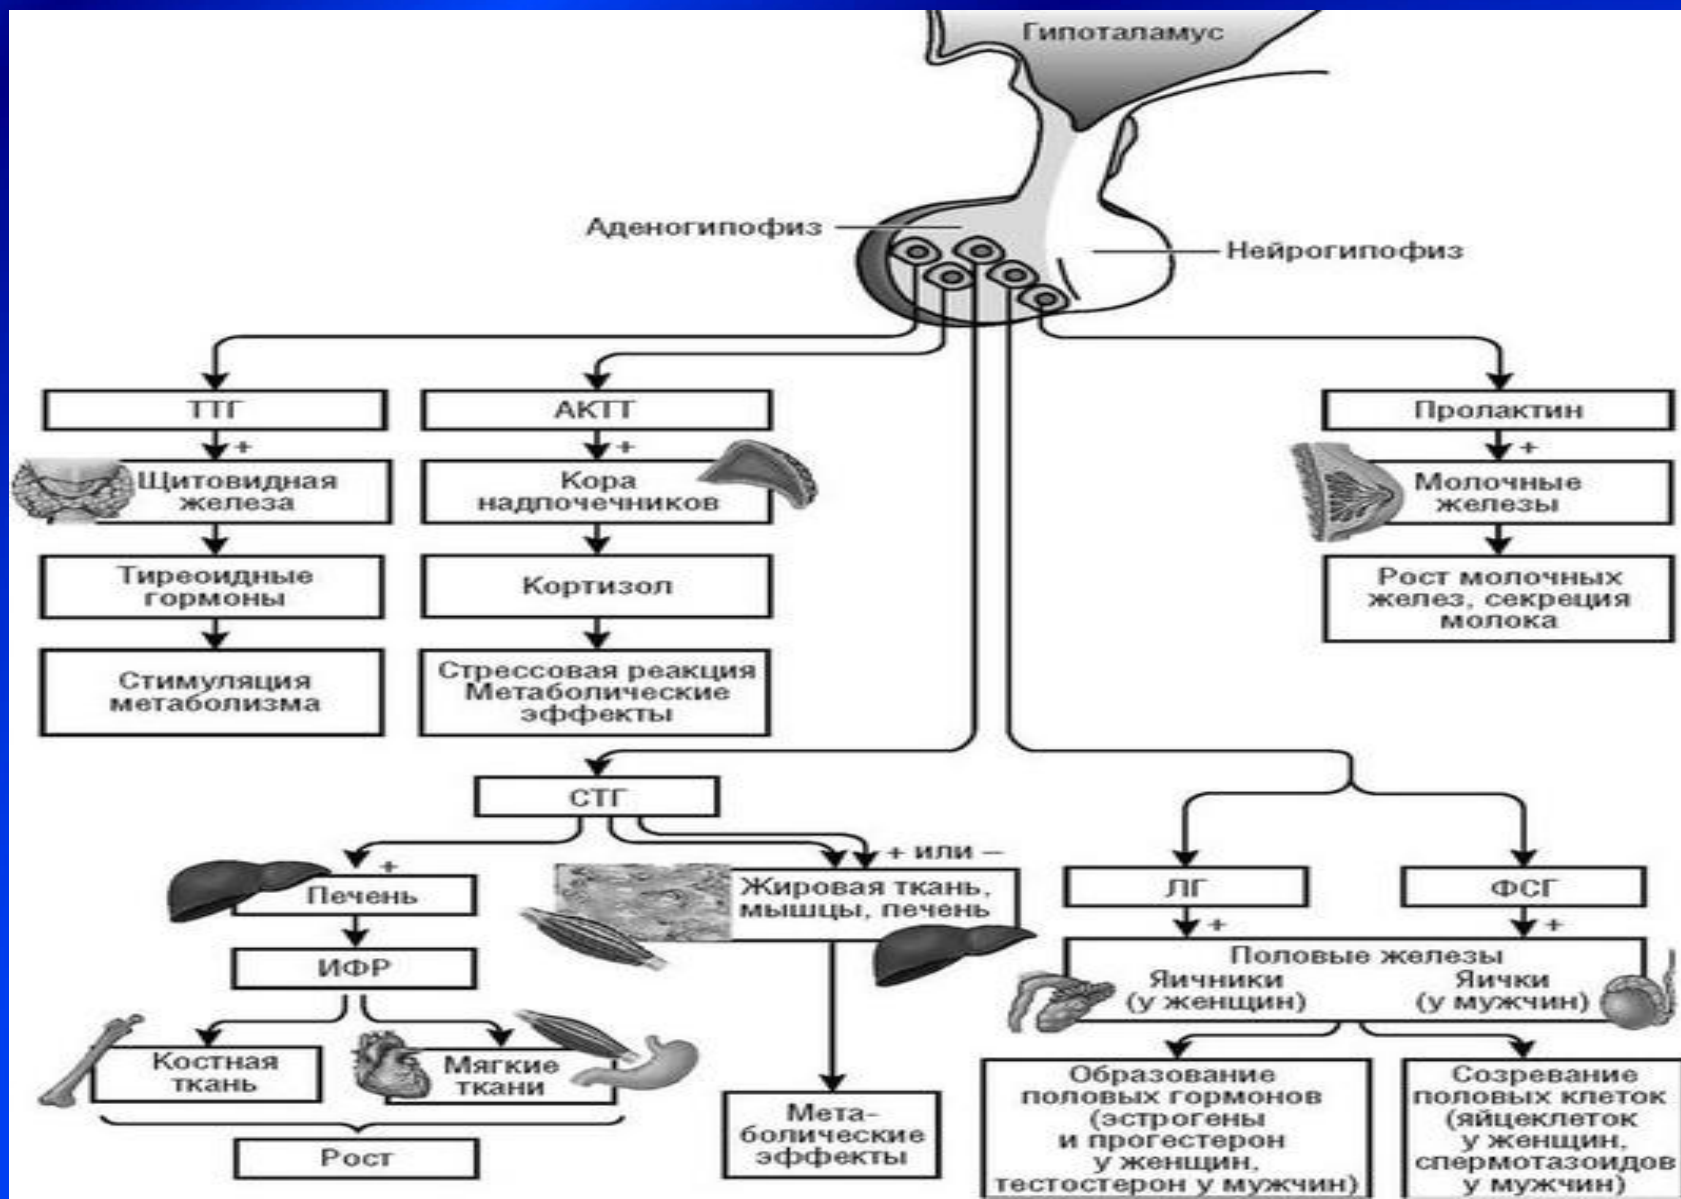 Гипоталамус
Аденогипофиз
Нейрогипофиз
ТТГ
+
Щитовидная
железа
Тиреоидные
гормоны
Стимуляция
метаболизма
АКТГ
+
Кора
надпочечников
Кортизол
Стрессовая реакция
Метаболические
эффекты
Пролактин
+
Молочные
железы
Рост молочных
желез, секреция
молока
СТГ
+
Печень
ИФР
Костная
ткань
Мягкие
ткани
Рост
+ или –
Жировая ткань,
мышцы, печень
Мета-
болические
эффекты
ЛГ
+
ФСГ
+
Половые железы
Яичники
(у женщин)
Яички
(у мужчин)
Образование
половых гормонов
(эстрогены
и прогестерон
у женщин,
тестостерон у мужчин)
Созревание
половых клеток
(яйцеклеток
у женщин,
спермотазоидов
у мужчин)